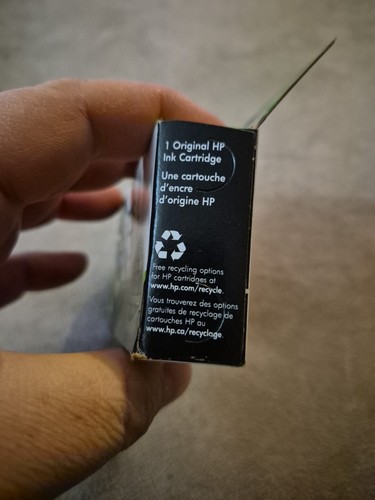 1 Original HP
Ink Cartridge
Une cartouche
d'encre
d'origine HP
Free recycling options
for HP cartridges at
www.hp.com/recycle.
Vous trouverez des options
gratuites de recyclage de
cartouches HP au
www.hp.ca/recyclage.